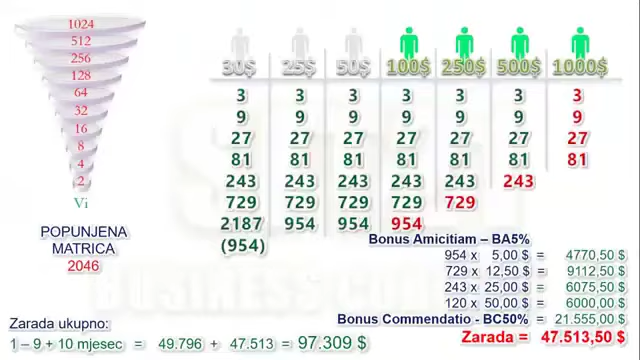 1024
512
256
128
64
32
16
8
4
2
Vi
POPUNJENA
MATRICA
2046
30$ 25$ 50$ 100$ 250$ 500$ 1000$
3 3 3 3 3 3 3
9 9 9 9 9 9 9
27 27 27 27 27 27 27
81 81 81 81 81 81 81
243 243 243 243 243 243
729 729 729 729 729
2187 954 954 954
(954)
Bonus Amicitiam – BA5%
954 x 5,00 $ = 4770,50 $
729 x 12,50 $ = 9112,50 $
243 x 25,00 $ = 6075,50 $
120 x 50,00 $ = 6000,00 $
Bonus Commendatio - BC50% = 21.555,00 $
Zarada = 47.513,50 $
Zarada ukupno:
1 – 9 + 10 mjesec = 49.796 + 47.513 = 97.309 $